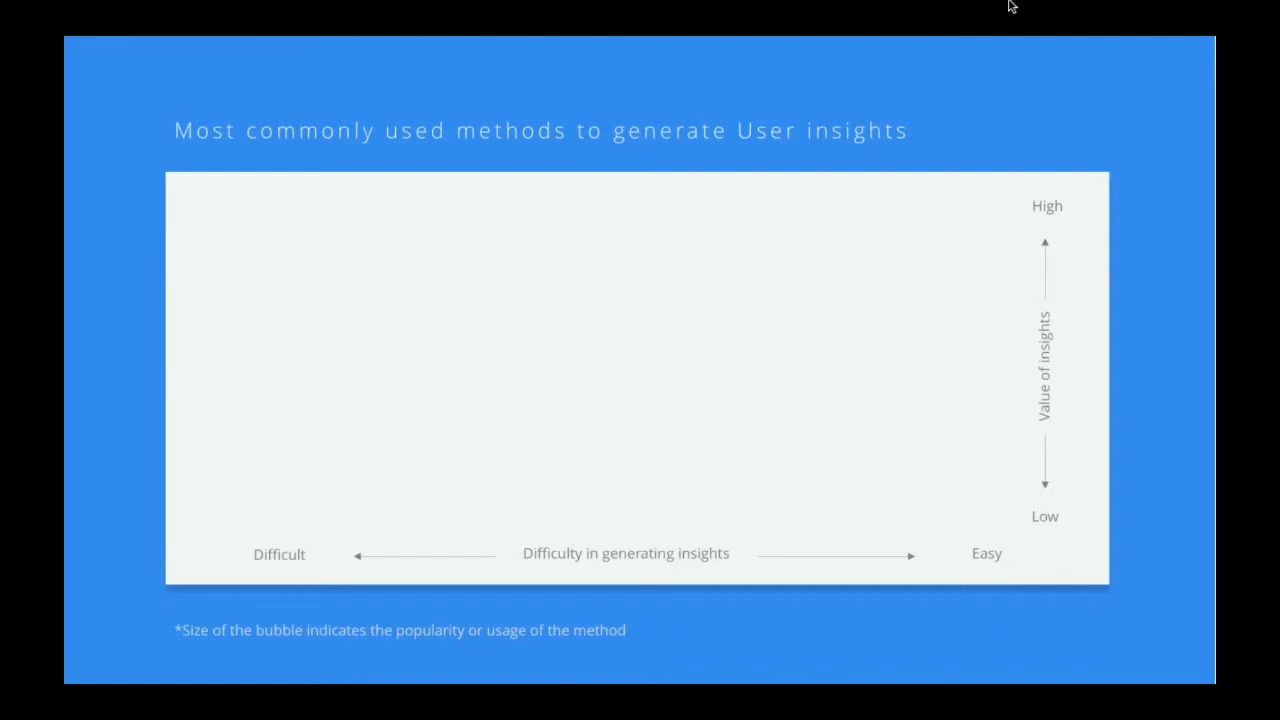 Most commonly used methods to generate User insights
High
Value of insights
Low
Difficult
Difficulty in generating insights
Easy
*Size of the bubble indicates the popularity or usage of the method